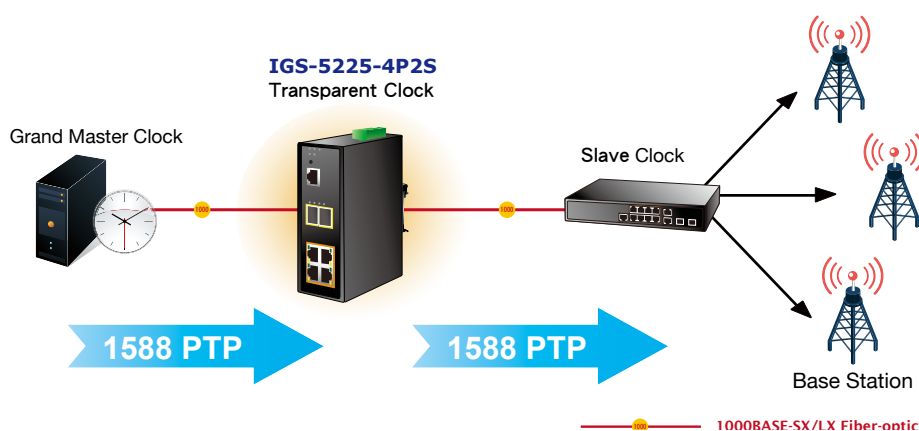 IGS-5225-4P2S
Transparent Clock
Grand Master Clock
Slave Clock
1000
1000
1588 PTP
1588 PTP
Base Station
1000
1000BASE-SX/LX Fiber-optic